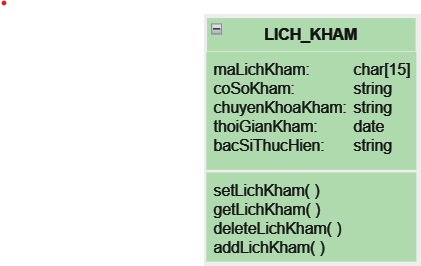 LICH_KHAM
maLichKham: char[15]
coSoKham: string
chuyenKhoaKham: string
thoiGianKham: date
bacSiThucHien: string
setLichKham( )
getLichKham( )
deleteLichKham( )
addLichKham( )